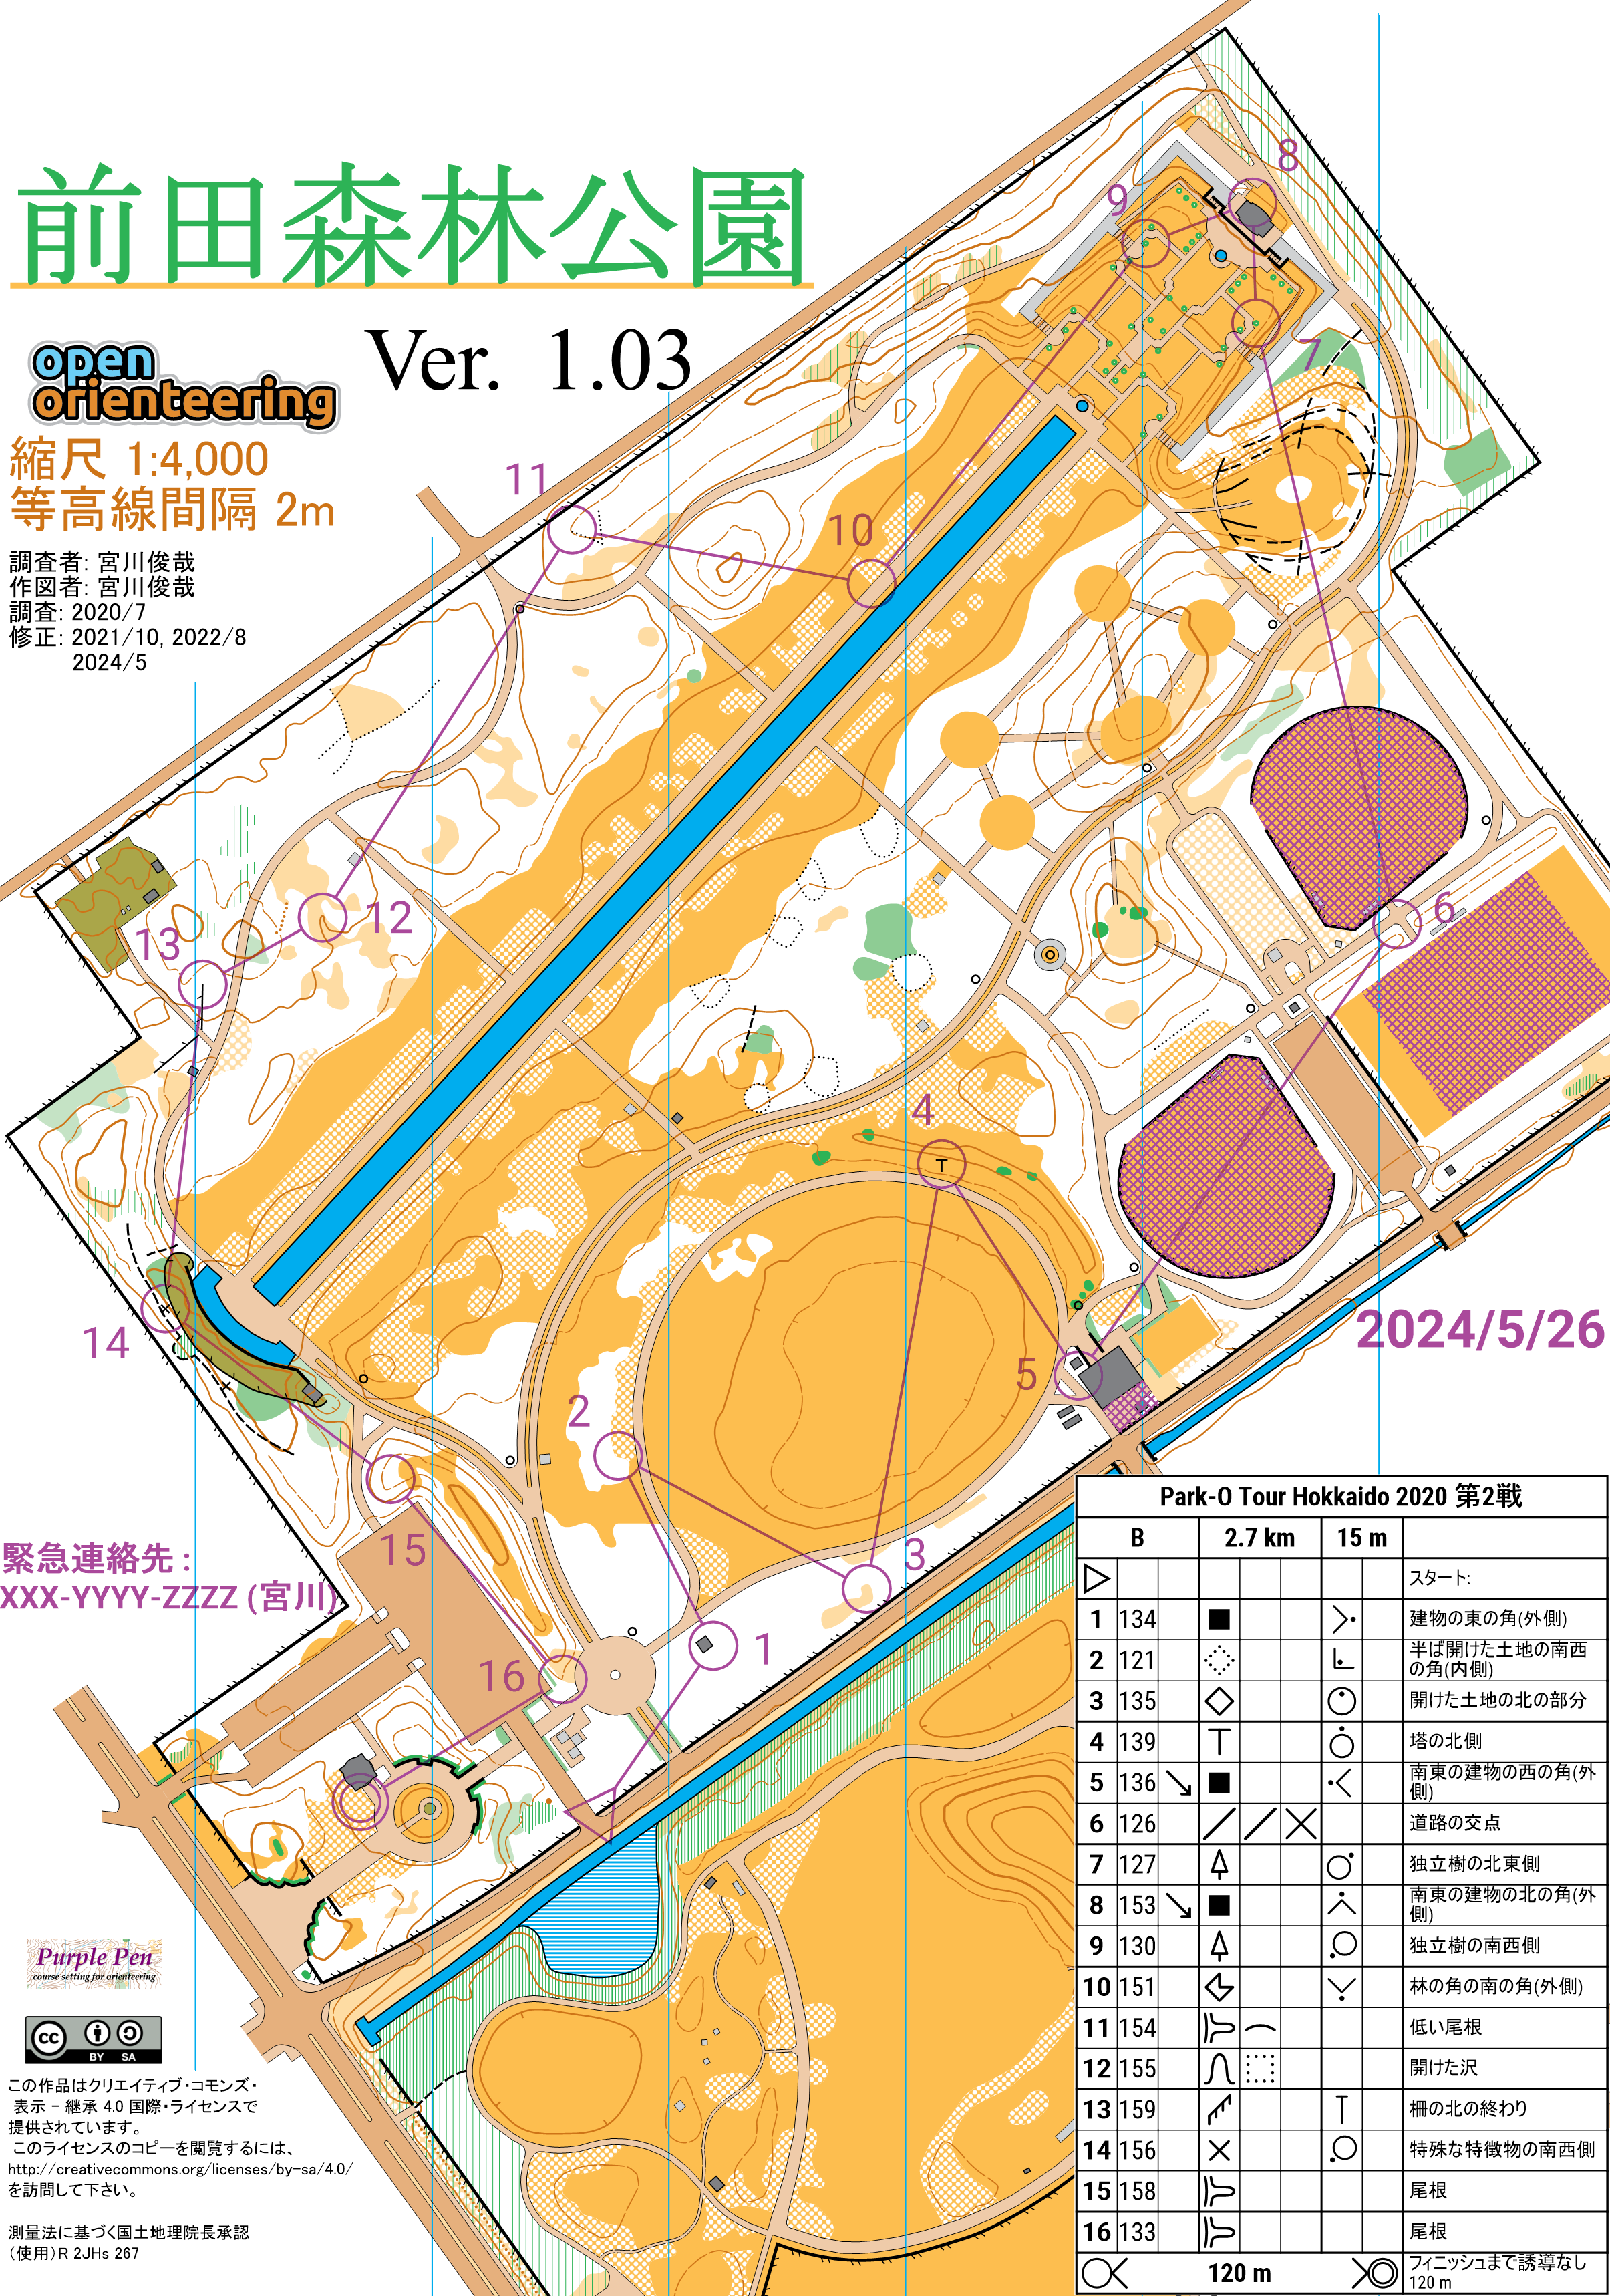 前田森林公園
Ver. 1.03
open
orienteering
縮尺 1:4,000
等高線間隔 2m
調査者: 宮川俊哉
作図者: 宮川俊哉
調査: 2020/7
修正: 2021/10, 2022/8
2024/5
8
9
7
11
10
6
12
13
4
14
5
2
15
3
1
16
2024/5/26
緊急連絡先 :
XXX-YYYY-ZZZZ (宮川)
Park-O Tour Hokkaido 2020 第2戦
B 2.7 km 15 m
スタート:
1 134 建物の東の角(外側)
2 121 半ば開けた土地の南西
の角(内側)
3 135 開けた土地の北の部分
4 139 塔の北側
5 136 南東の建物の西の角(外
側)
6 126 道路の交点
7 127 独立樹の北東側
8 153 南東の建物の北の角(外
側)
9 130 独立樹の南西側
10 151 林の角の南の角(外側)
11 154 低い尾根
12 155 開けた沢
13 159 柵の北の終わり
14 156 特殊な特徴物の南西側
15 158 尾根
16 133 尾根
120 m フィニッシュまで誘導なし
120 m
Purple Pen
course setting for orienteering
cc
BY SA
この作品はクリエイティブ・コモンズ・
表示 - 継承 4.0 国際・ライセンスで
提供されています。
このライセンスのコピーを閲覧するには、
http://creativecommons.org/licenses/by-sa/4.0/
を訪問して下さい。
測量法に基づく国土地理院長承認
(使用) R 2JHs 267